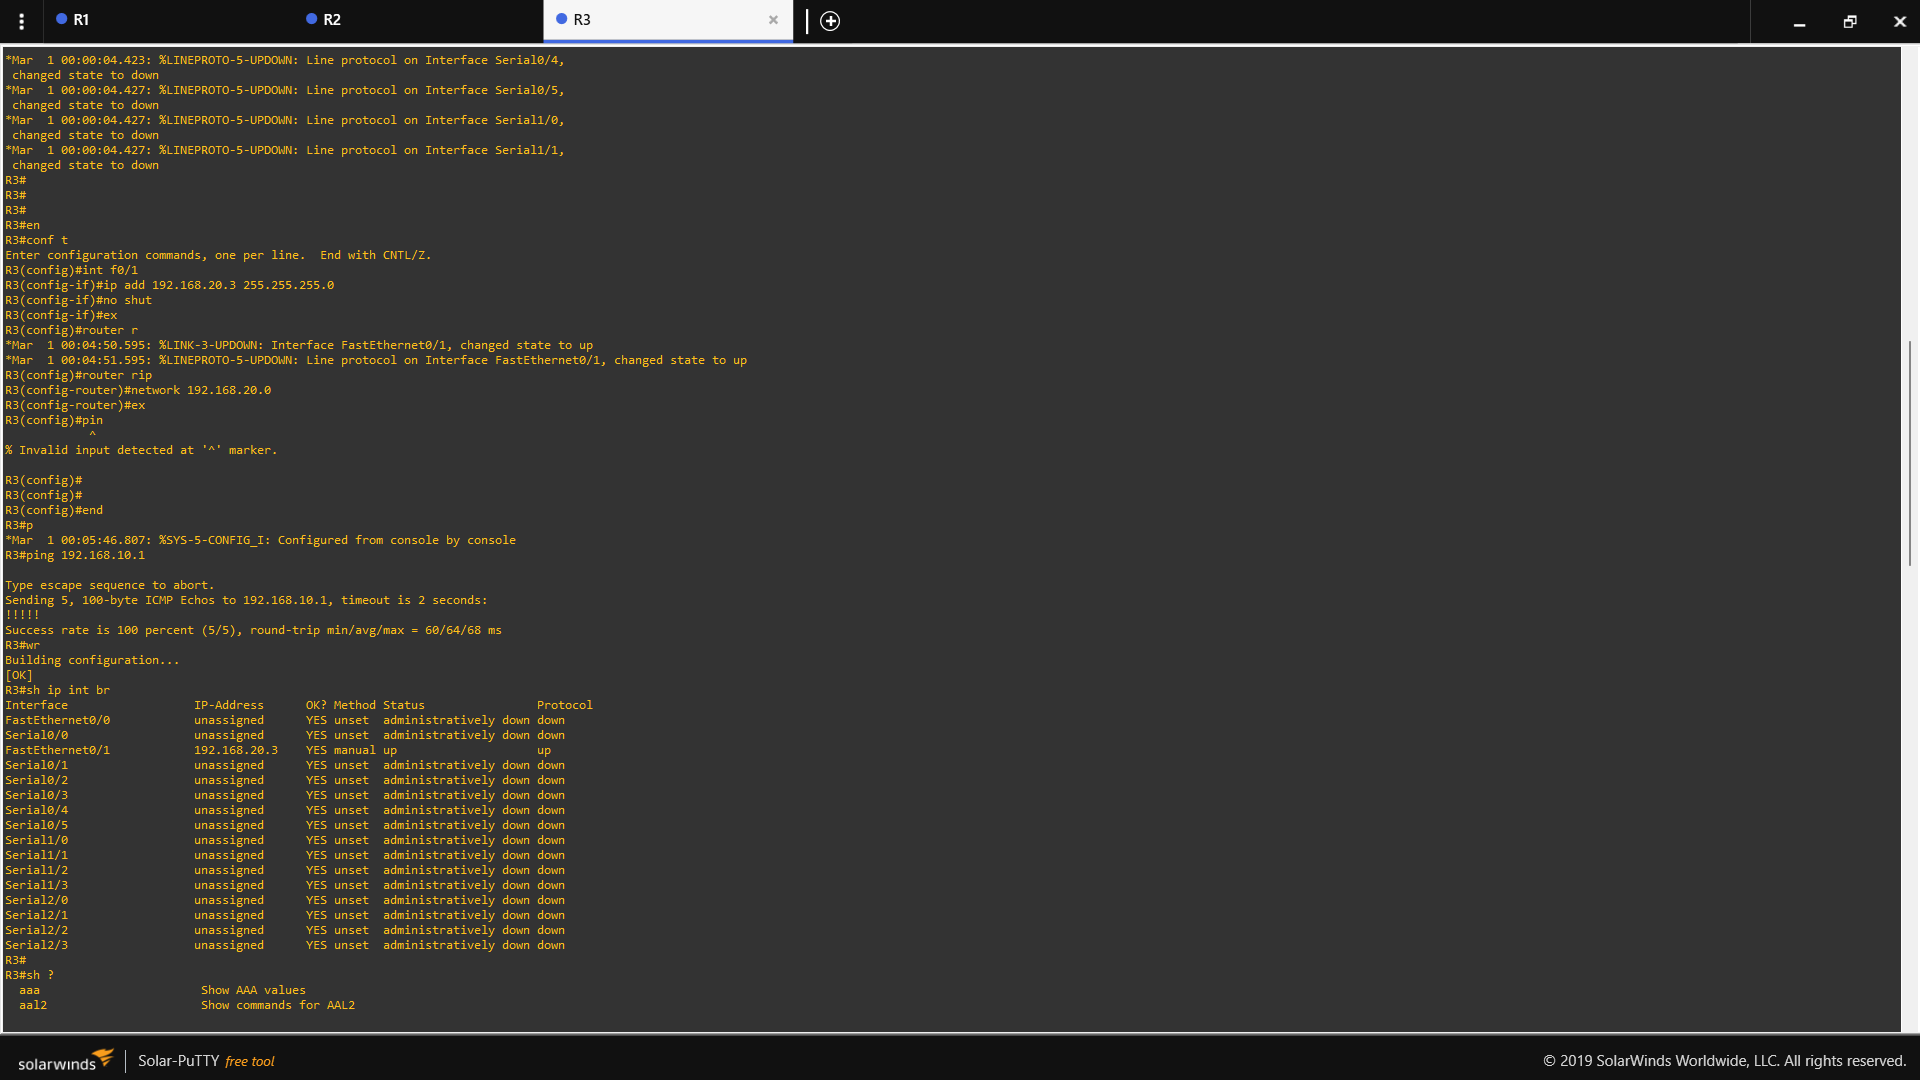 R1
R2
R3
*Mar  1 00:00:04.423: %LINEPROTO-5-UPDOWN: Line protocol on Interface Serial0/4,
 changed state to down
*Mar  1 00:00:04.427: %LINEPROTO-5-UPDOWN: Line protocol on Interface Serial0/5,
 changed state to down
*Mar  1 00:00:04.427: %LINEPROTO-5-UPDOWN: Line protocol on Interface Serial1/0,
 changed state to down
*Mar  1 00:00:04.427: %LINEPROTO-5-UPDOWN: Line protocol on Interface Serial1/1,
 changed state to down
R3#
R3#
R3#
R3#en
R3#conf t
Enter configuration commands, one per line.  End with CNTL/Z.
R3(config)#int f0/1
R3(config-if)#ip add 192.168.20.3 255.255.255.0
R3(config-if)#no shut
R3(config-if)#ex
R3(config)#router r
*Mar  1 00:04:50.595: %LINK-3-UPDOWN: Interface FastEthernet0/1, changed state to up
*Mar  1 00:04:51.595: %LINEPROTO-5-UPDOWN: Line protocol on Interface FastEthernet0/1, changed state to up
R3(config)#router rip
R3(config-router)#network 192.168.20.0
R3(config-router)#ex
R3(config)#pin
^
% Invalid input detected at '^' marker.
R3(config)#
R3(config)#
R3(config)#end
R3#p
*Mar  1 00:05:46.807: %SYS-5-CONFIG_I: Configured from console by console
R3#ping 192.168.10.1
Type escape sequence to abort.
Sending 5, 100-byte ICMP Echos to 192.168.10.1, timeout is 2 seconds:
!!!!!
Success rate is 100 percent (5/5), round-trip min/avg/max = 60/64/68 ms
R3#wr
Building configuration...
[OK]
R3#sh ip int br
Interface                  IP-Address      OK? Method Status                Protocol
FastEthernet0/0            unassigned      YES unset  administratively down down
Serial0/0                  unassigned      YES unset  administratively down down
FastEthernet0/1            192.168.20.3    YES manual up                    up
Serial0/1                  unassigned      YES unset  administratively down down
Serial0/2                  unassigned      YES unset  administratively down down
Serial0/3                  unassigned      YES unset  administratively down down
Serial0/4                  unassigned      YES unset  administratively down down
Serial0/5                  unassigned      YES unset  administratively down down
Serial1/0                  unassigned      YES unset  administratively down down
Serial1/1                  unassigned      YES unset  administratively down down
Serial1/2                  unassigned      YES unset  administratively down down
Serial1/3                  unassigned      YES unset  administratively down down
Serial2/0                  unassigned      YES unset  administratively down down
Serial2/1                  unassigned      YES unset  administratively down down
Serial2/2                  unassigned      YES unset  administratively down down
Serial2/3                  unassigned      YES unset  administratively down down
R3#
R3#sh ?
  aaa                       Show AAA values
  aal2                      Show commands for AAL2
solarwinds
Solar-PuTTY free tool
© 2019 SolarWinds Worldwide, LLC. All rights reserved.